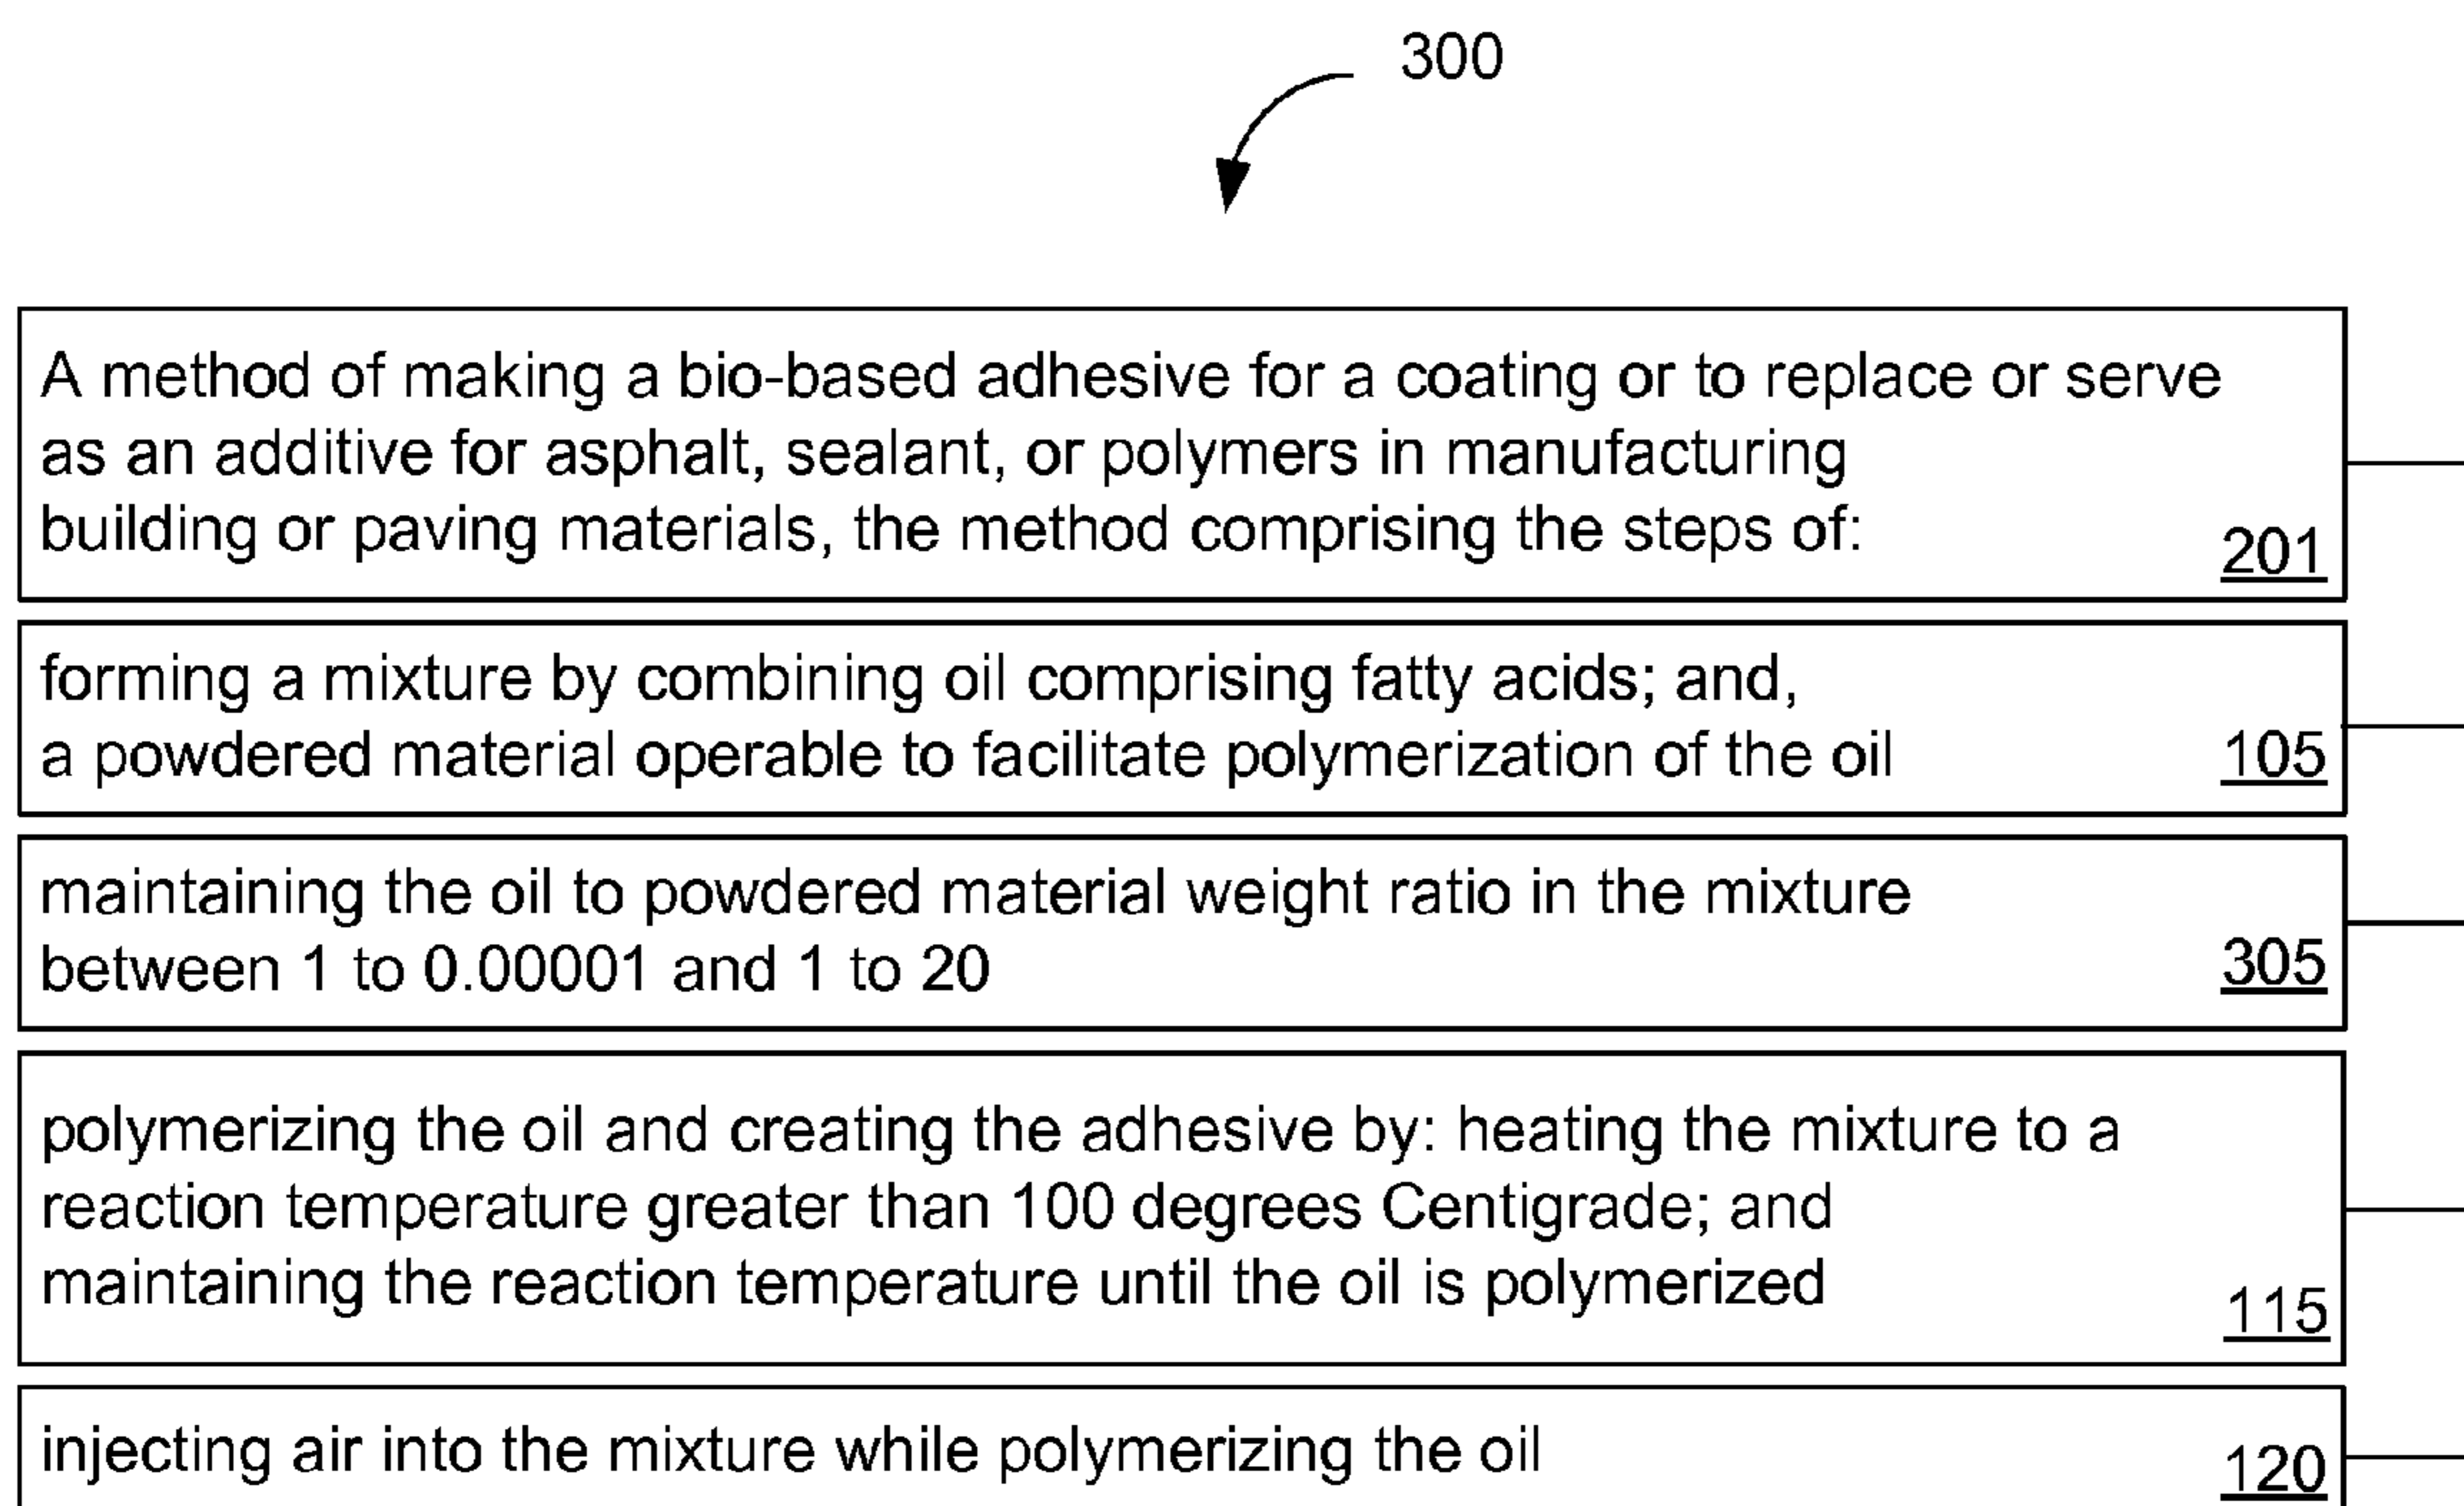 300
A method of making a bio-based adhesive for a coating or to replace or serve
as an additive for asphalt, sealant, or polymers in manufacturing
building or paving materials, the method comprising the steps of:
201
forming a mixture by combining oil comprising fatty acids; and,
a powdered material operable to facilitate polymerization of the oil
105
maintaining the oil to powdered material weight ratio in the mixture
between 1 to 0.00001 and 1 to 20
305
polymerizing the oil and creating the adhesive by: heating the mixture to a
reaction temperature greater than 100 degrees Centigrade; and
maintaining the reaction temperature until the oil is polymerized
115
injecting air into the mixture while polymerizing the oil
120